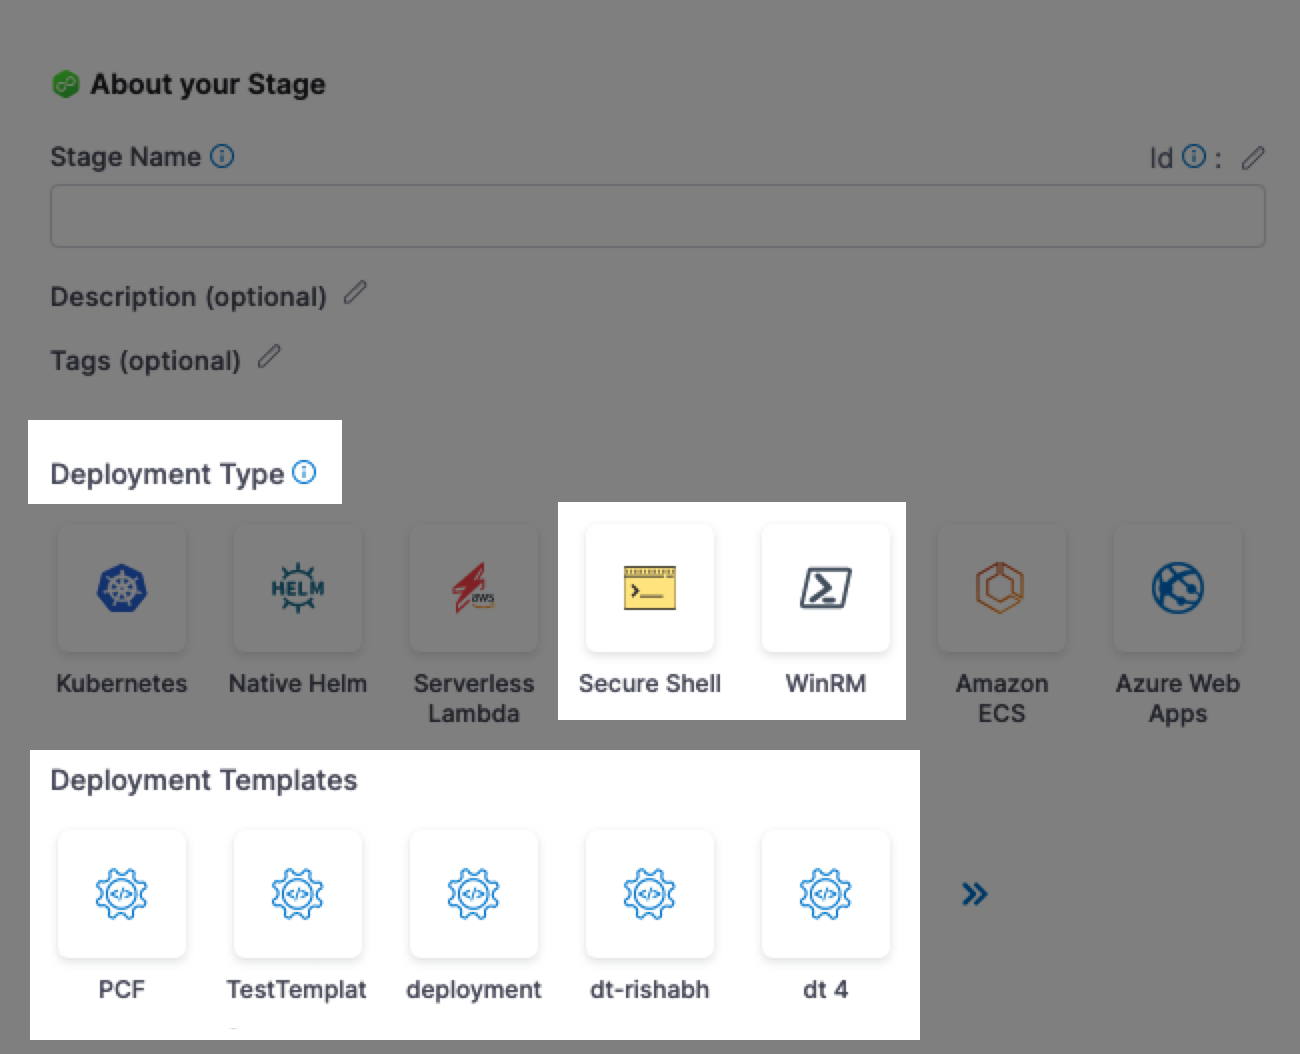 About your Stage
Stage Name
Id :
Description (optional)
Tags (optional)
Deployment Type
HELM
aws
Kubernetes
Native Helm
Serverless
Lambda
Secure Shell
WinRM
Amazon
ECS
Azure Web
Apps
Deployment Templates
PCF
TestTemplat
deployment
dt-rishabh
dt 4